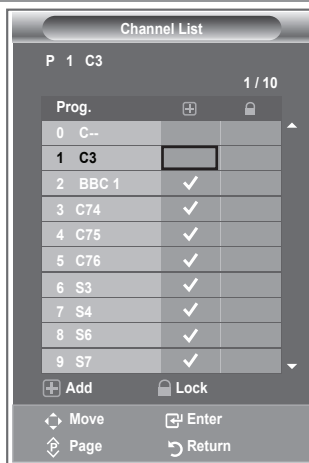 Channel List
P 1 C3
1 / 10
Prog.
0 C--
1 C3
2 BBC 1
3 C74
4 C75
5 C76
6 S3
7 S4
8 S6
9 S7
Add Lock
Move Enter
P Page Return